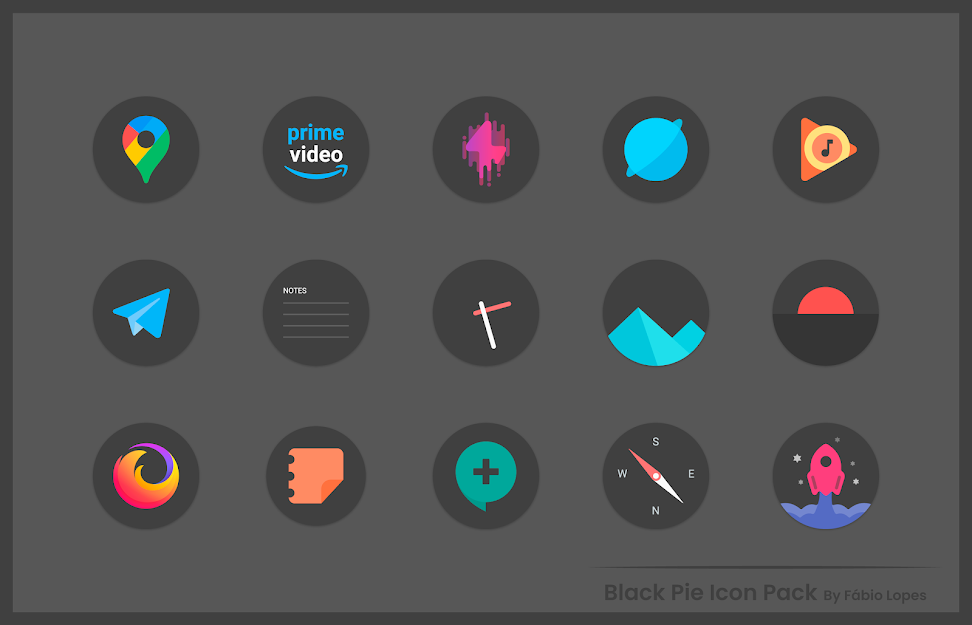 prime
video
NOTES
S
W E
N
Black Pie Icon Pack By Fábio Lopes